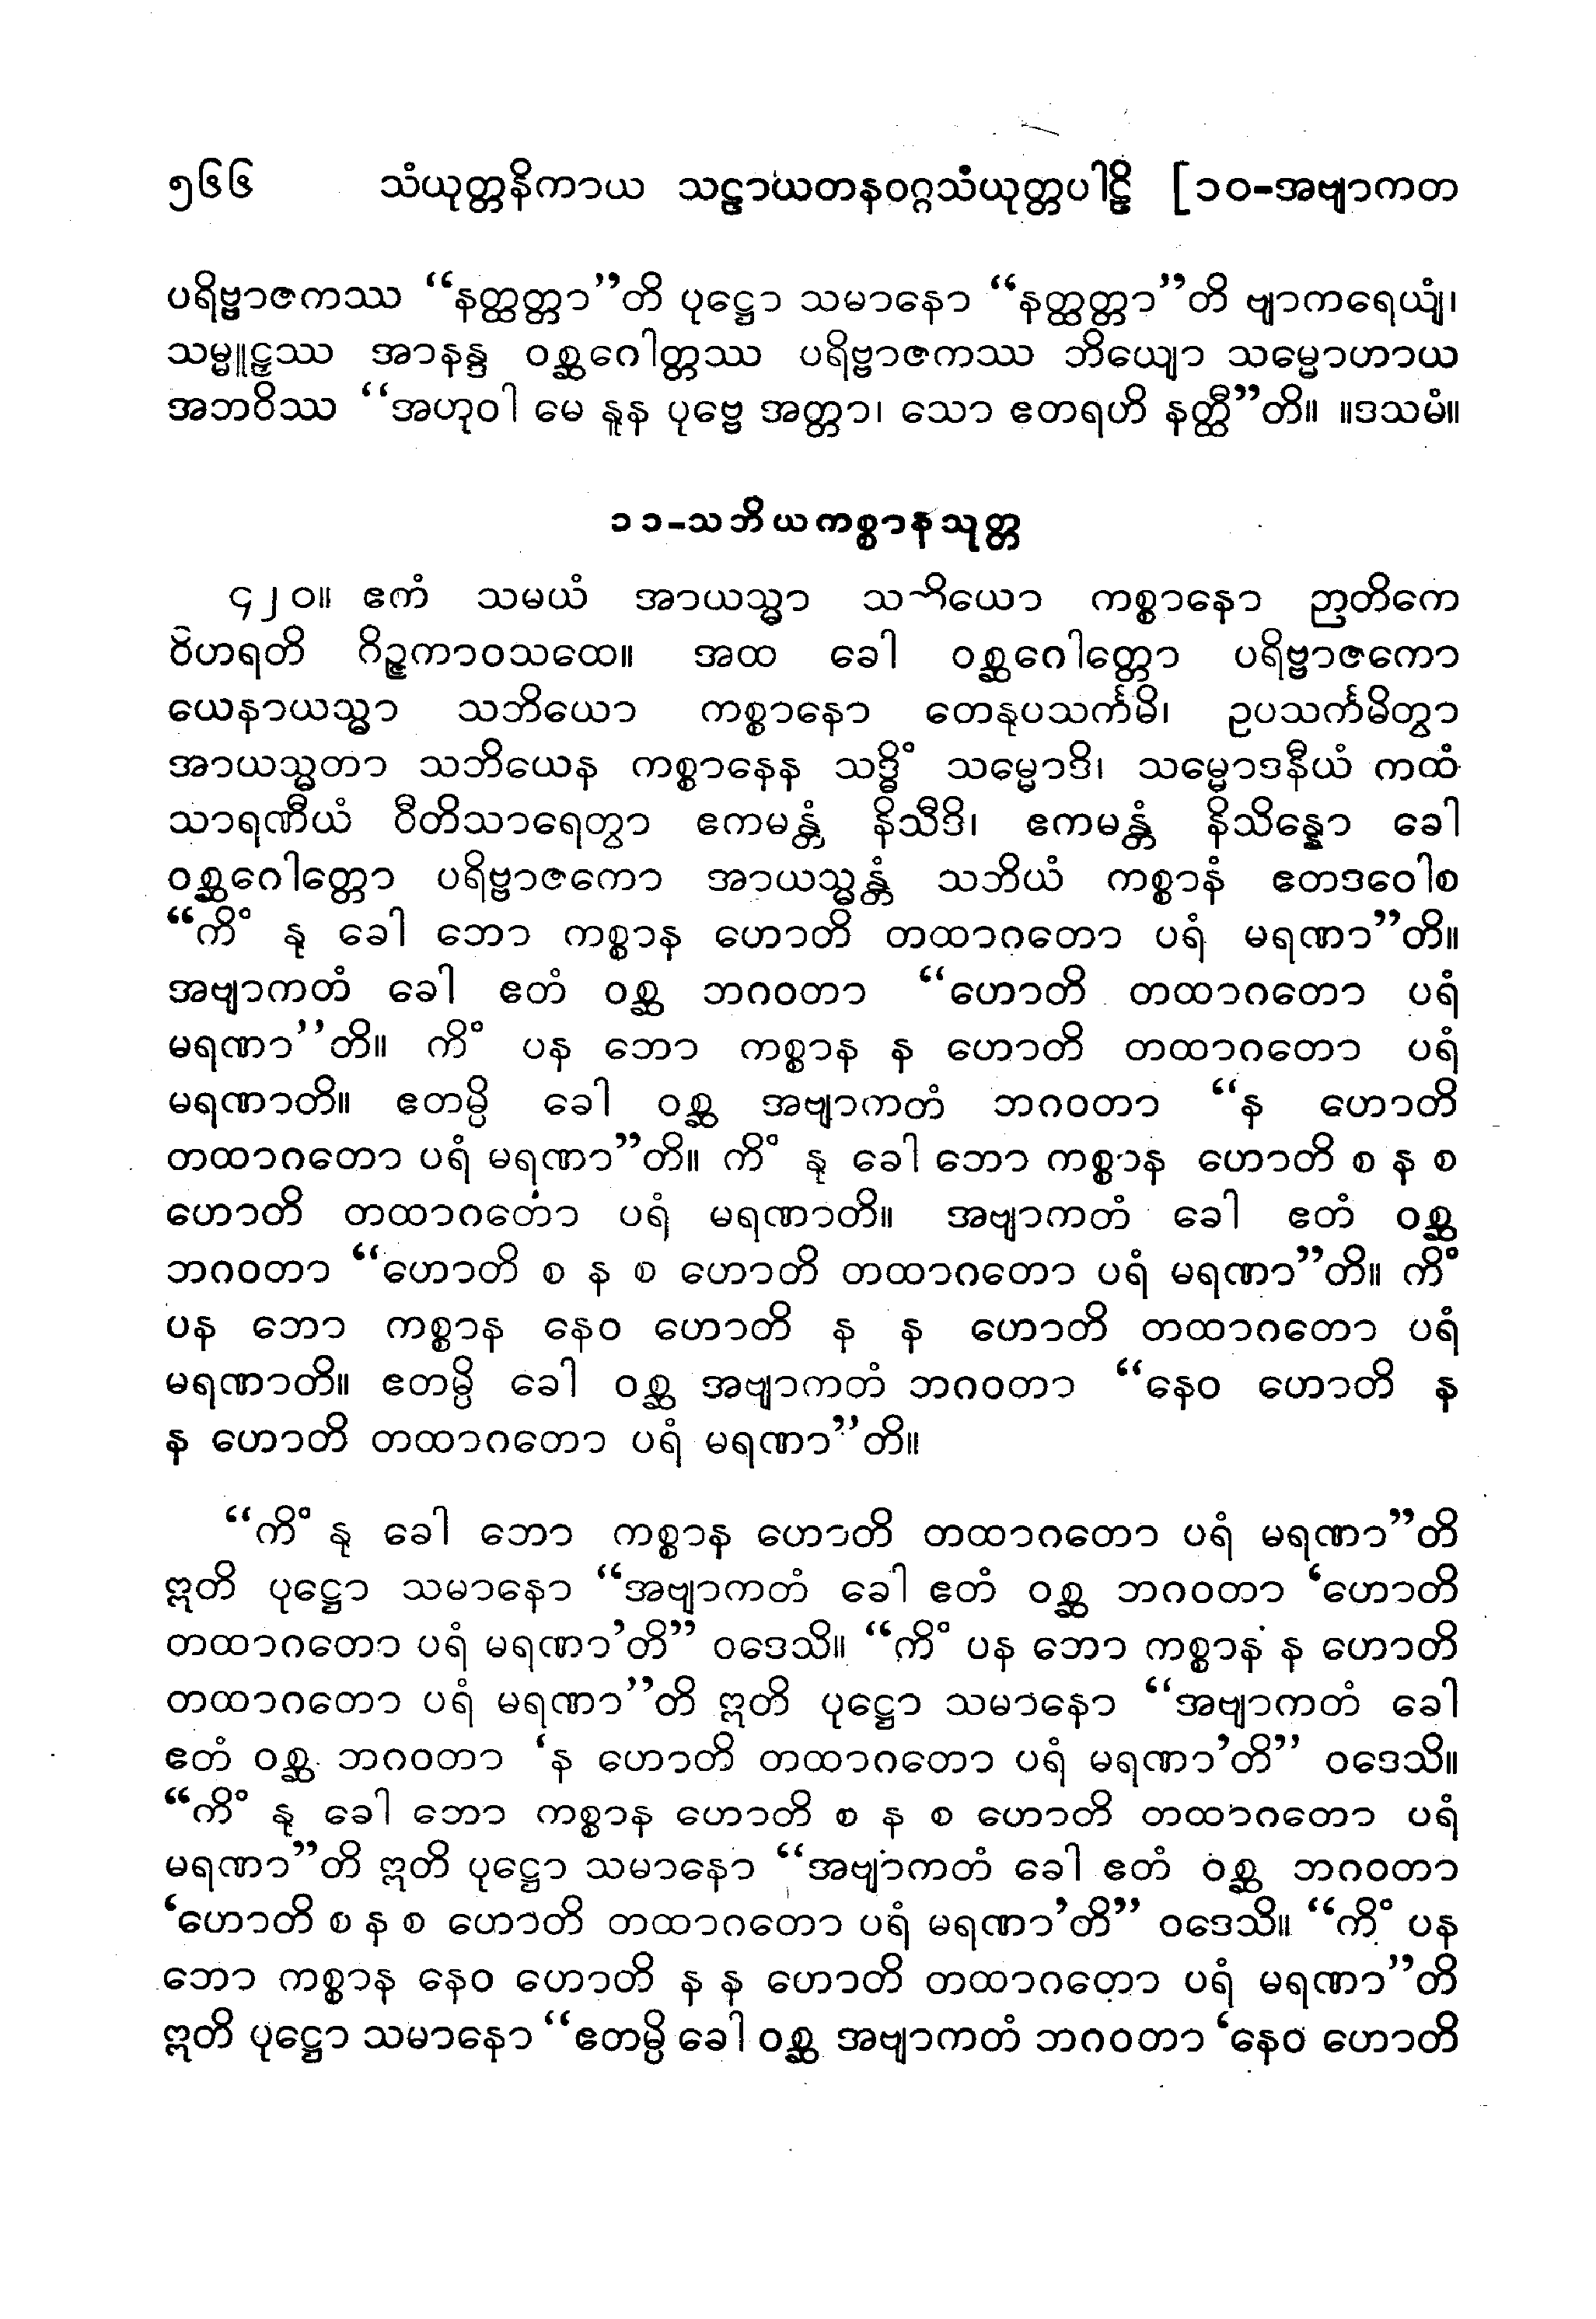 ၅၆၆ သံယုတ္တနိကာယ သဠာယတနဝဂ္ဂသံယုတ္တပါဠိ [၁၀-အဗျာကတ
ပရိဗ္ဗာဇကဿ “နတ္ထတ္တာ”တိ ပုဋ္ဌော သမာနော “နတ္ထတ္တာ”တိ ဗျာကရေယျံ၊
သမ္မူဠှဿ အာနန္ဒ ဝစ္ဆဂေါတ္တဿ ပရိဗ္ဗာဇကဿ ဘိယျော သမ္မောဟာယ
အဘဝိဿ “အဟုဝါ မေ နူန ပုဗ္ဗေ အတ္တာ၊ သော ဧတရဟိ နတ္ထီ”တိ။ ။ဒသမံ။
၁၁-သဘိယကစ္စာနသုတ္တ
၄၂၀။ ဧကံ သမယံ အာယသ္မာ သဘိယော ကစ္စာနော ဉာတိကေ
ဝိဟရတိ ဂိဉ္ဇကာဝသထေ။ အထ ခေါ ဝစ္ဆဂေါတ္တော ပရိဗ္ဗာဇကော
ယေနာယသ္မာ သဘိယော ကစ္စာနော တေနုပသင်္ကမိ၊ ဥပသင်္ကမိတွာ
အာယသ္မတာ သဘိယေန ကစ္စာနေန သဒ္ဓိံ သမ္မောဒိ၊ သမ္မောဒနီယံ ကထံ
သာရဏီယံ ဝီတိသာရေတွာ ဧကမန္တံ နိသီဒိ၊ ဧကမန္တံ နိသိန္နော ခေါ
ဝစ္ဆဂေါတ္တော ပရိဗ္ဗာဇကော အာယသ္မန္တံ သဘိယံ ကစ္စာနံ ဧတဒဝေါစ
“ကိံ နု ခေါ ဘော ကစ္စာန ဟောတိ တထာဂတော ပရံ မရဏာ”တိ။
အဗျာကတံ ခေါ ဧတံ ဝစ္ဆ ဘဂဝတာ “ဟောတိ တထာဂတော ပရံ
မရဏာ”တိ။ ကိံ ပန ဘော ကစ္စာန န ဟောတိ တထာဂတော ပရံ
မရဏာတိ။ ဧတမ္ပိ ခေါ ဝစ္ဆ အဗျာကတံ ဘဂဝတာ “န ဟောတိ
တထာဂတော ပရံ မရဏာ”တိ။ ကိံ နု ခေါ ဘော ကစ္စာန ဟောတိ စ န စ
ဟောတိ တထာဂတော ပရံ မရဏာတိ။ အဗျာကတံ ခေါ ဧတံ ဝစ္ဆ
ဘဂဝတာ “ဟောတိ စ န စ ဟောတိ တထာဂတော ပရံ မရဏာ”တိ။ ကိံ
ပန ဘော ကစ္စာန နေဝ ဟောတိ န န ဟောတိ တထာဂတော ပရံ
မရဏာတိ။ ဧတမ္ပိ ခေါ ဝစ္ဆ အဗျာကတံ ဘဂဝတာ “နေဝ ဟောတိ န
န ဟောတိ တထာဂတော ပရံ မရဏာ”တိ။
“ကိံ နု ခေါ ဘော ကစ္စာန ဟောတိ တထာဂတော ပရံ မရဏာ”တိ
ဣတိ ပုဋ္ဌော သမာနော “အဗျာကတံ ခေါ ဧတံ ဝစ္ဆ ဘဂဝတာ ‘ဟောတိ
တထာဂတော ပရံ မရဏာ’တိ” ဝဒေသိ။ “ကိံ ပန ဘော ကစ္စာန န ဟောတိ
တထာဂတော ပရံ မရဏာ”တိ ဣတိ ပုဋ္ဌော သမာနော “အဗျာကတံ ခေါ
ဧတံ ဝစ္ဆ ဘဂဝတာ ‘န ဟောတိ တထာဂတော ပရံ မရဏာ’တိ” ဝဒေသိ။
“ကိံ နု ခေါ ဘော ကစ္စာန ဟောတိ စ န စ ဟောတိ တထာဂတော ပရံ
မရဏာ”တိ ဣတိ ပုဋ္ဌော သမာနော “အဗျာကတံ ခေါ ဧတံ ဝစ္ဆ ဘဂဝတာ
‘ဟောတိ စ န စ ဟောတိ တထာဂတော ပရံ မရဏာ’တိ” ဝဒေသိ။ “ကိံ ပန
ဘော ကစ္စာန နေဝ ဟောတိ န န ဟောတိ တထာဂတော ပရံ မရဏာ”တိ
ဣတိ ပုဋ္ဌော သမာနော “ဧတမ္ပိ ခေါ ဝစ္ဆ အဗျာကတံ ဘဂဝတာ ‘နေဝ ဟောတိ